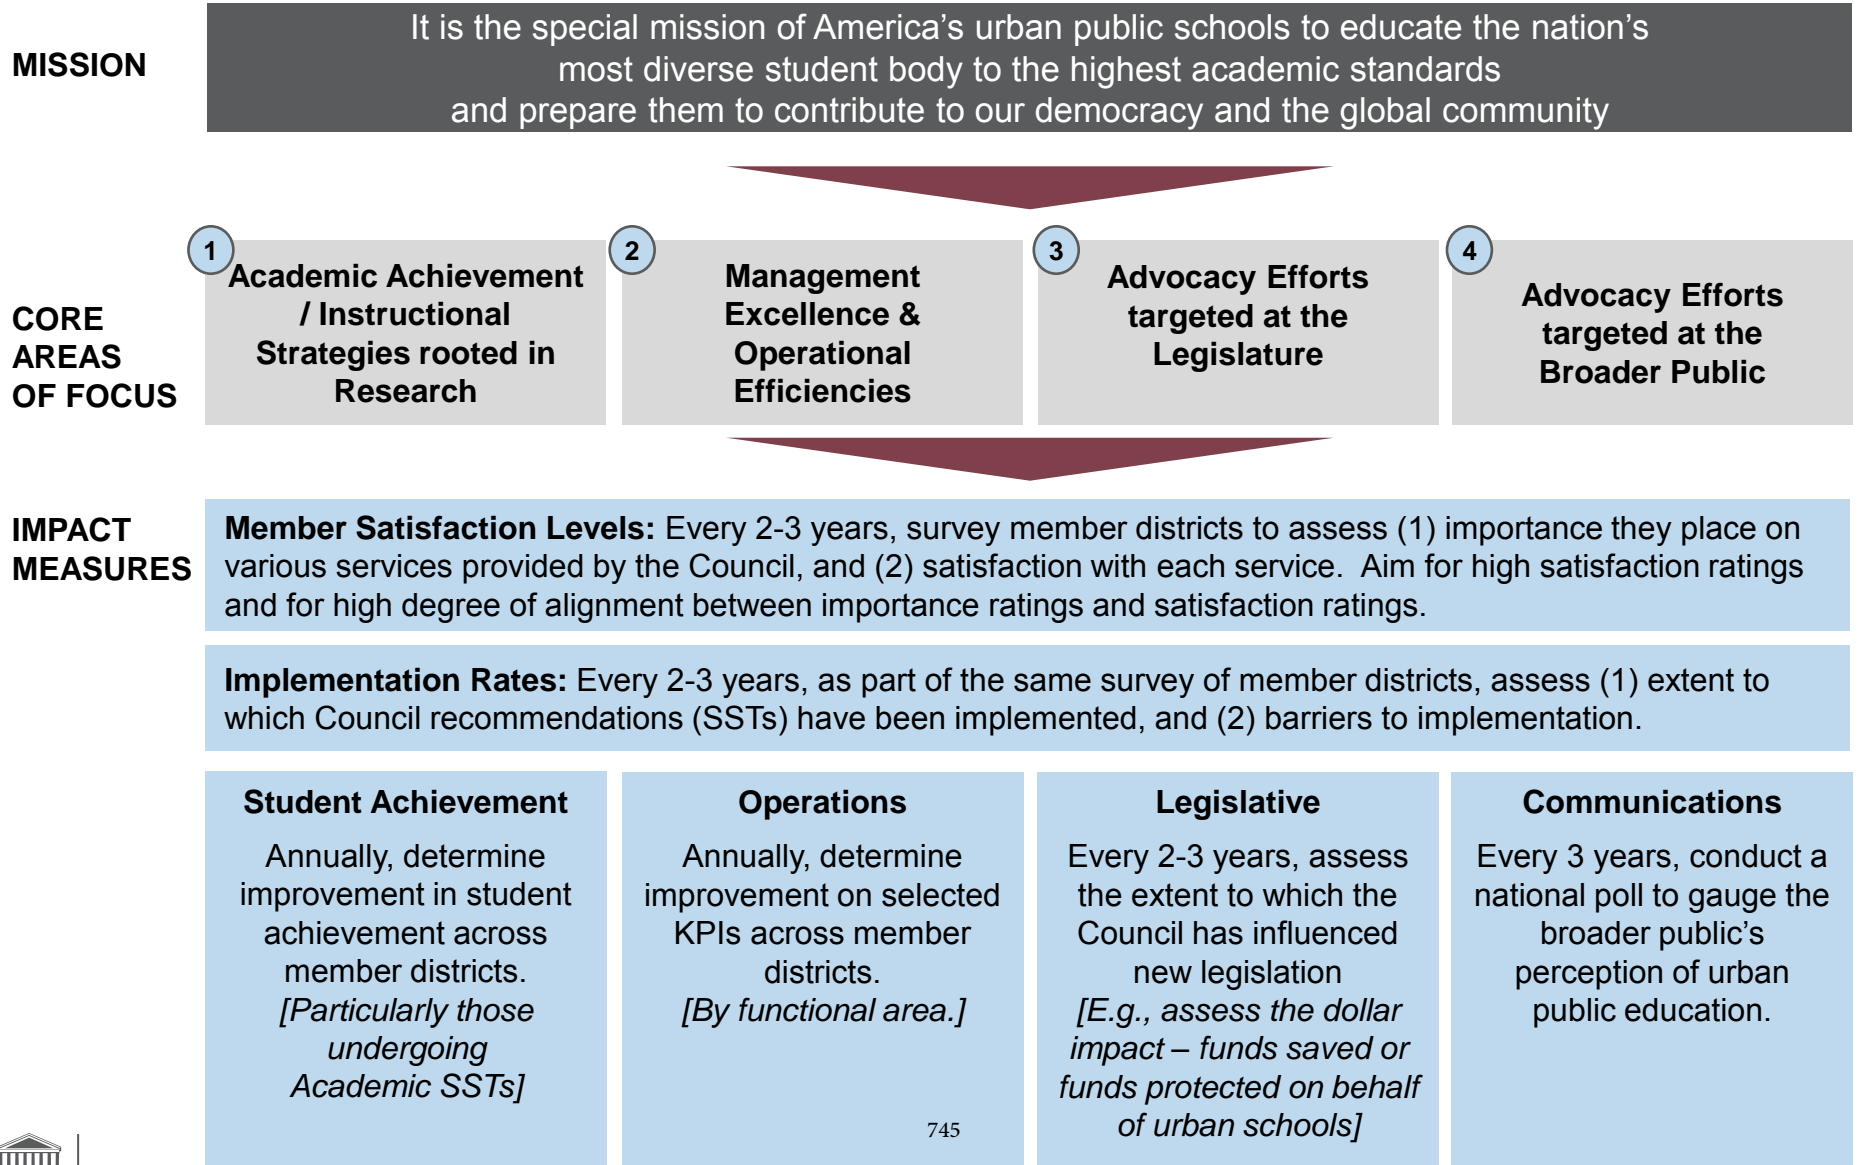 MISSION
It is the special mission of America's urban public schools to educate the nation's
most diverse student body to the highest academic standards
and prepare them to contribute to our democracy and the global community
CORE
AREAS
OF FOCUS
1
Academic Achievement
/ Instructional
Strategies rooted in
Research
2
Management
Excellence &
Operational
Efficiencies
3
Advocacy Efforts
targeted at the
Legislature
4
Advocacy Efforts
targeted at the
Broader Public
IMPACT
MEASURES
Member Satisfaction Levels: Every 2-3 years, survey member districts to assess (1) importance they place on
various services provided by the Council, and (2) satisfaction with each service.  Aim for high satisfaction ratings
and for high degree of alignment between importance ratings and satisfaction ratings.
Implementation Rates: Every 2-3 years, as part of the same survey of member districts, assess (1) extent to
which Council recommendations (SSTs) have been implemented, and (2) barriers to implementation.
Student Achievement
Annually, determine
improvement in student
achievement across
member districts.
[Particularly those
undergoing
Academic SSTs]
Operations
Annually, determine
improvement on selected
KPIs across member
districts.
[By functional area.]
Legislative
Every 2-3 years, assess
the extent to which the
Council has influenced
new legislation
[E.g., assess the dollar
impact – funds saved or
funds protected on behalf
of urban schools]
Communications
Every 3 years, conduct a
national poll to gauge the
broader public's
perception of urban
public education.
745